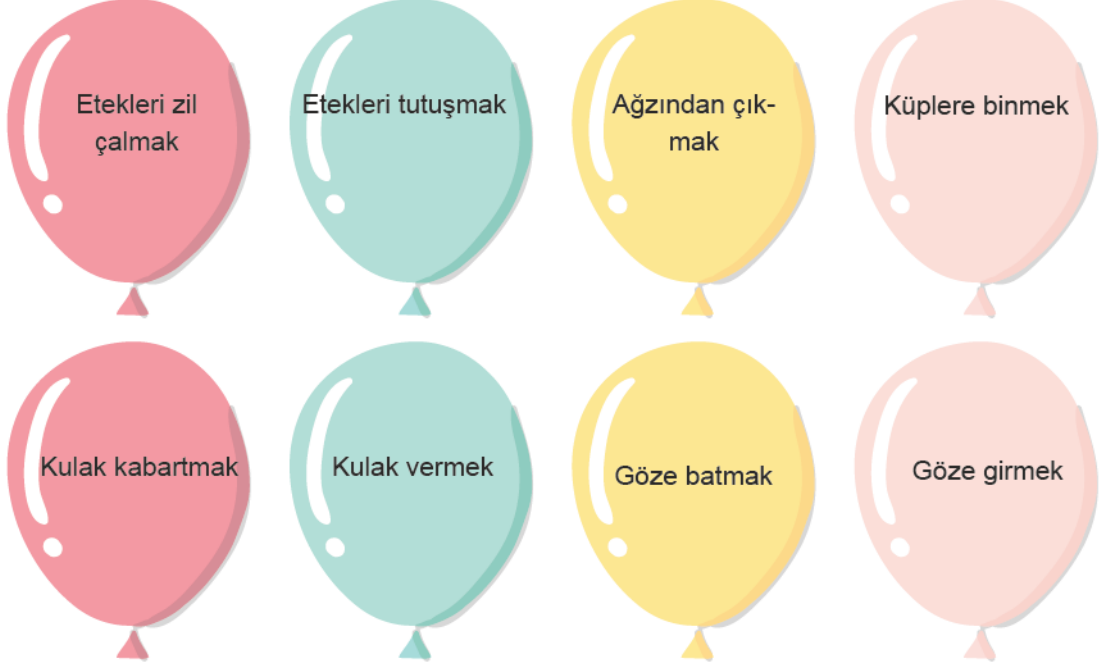 Etekleri zil
çalmak
Etekleri tutuşmak
Ağzından çık-
mak
Küplere binmek
Kulak kabartmak
Kulak vermek
Göze batmak
Göze girmek